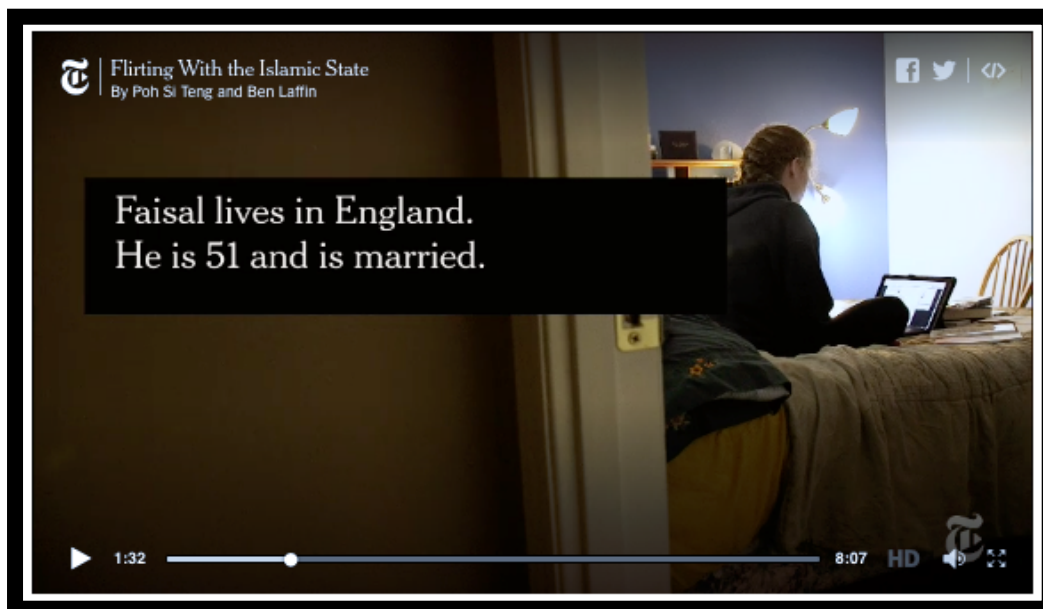 Flirting With the Islamic State
By Poh Si Teng and Ben Laffin
Faisal lives in England.
He is 51 and is married.
1:32
8:07
HD